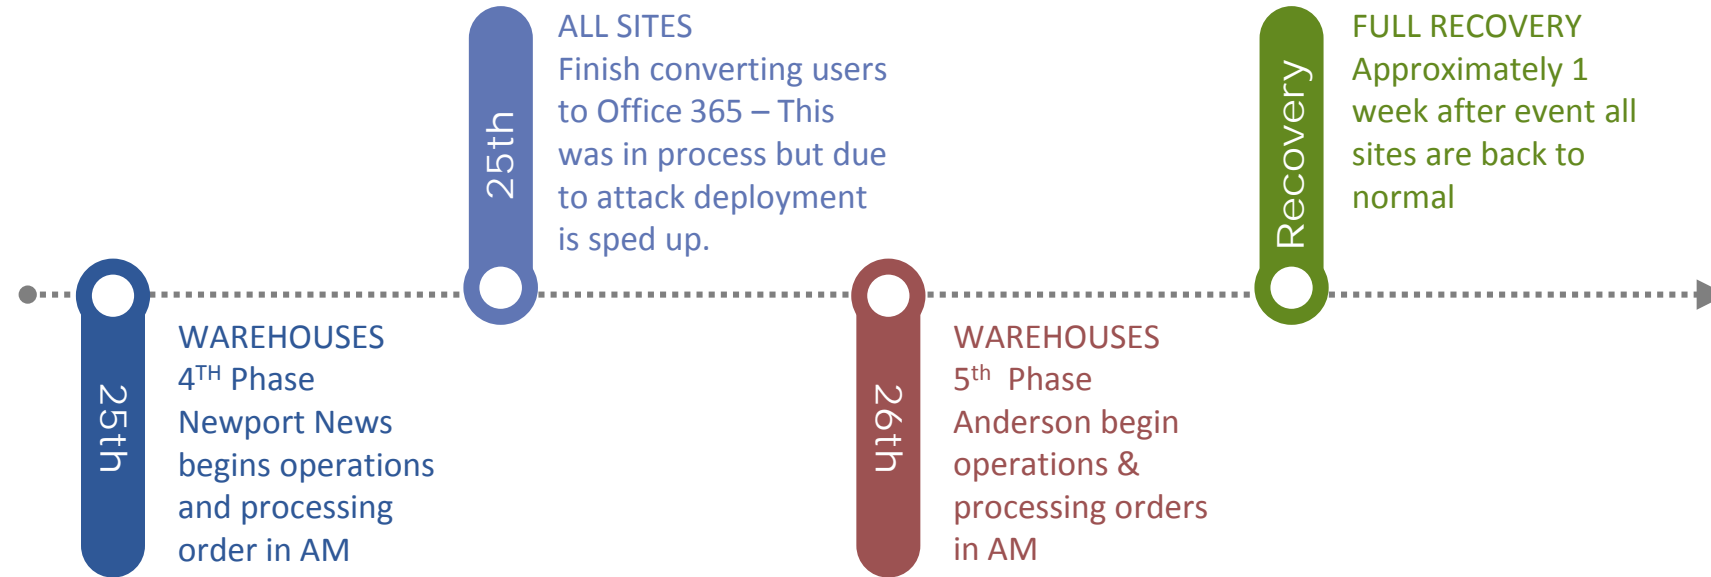 25th
WAREHOUSES
4TH Phase
Newport News
begins operations
and processing
order in AM
25th
ALL SITES
Finish converting users
to Office 365 – This
was in process but due
to attack deployment
is sped up.
26th
WAREHOUSES
5th Phase
Anderson begin
operations &
processing orders
in AM
Recovery
FULL RECOVERY
Approximately 1
week after event all
sites are back to
normal